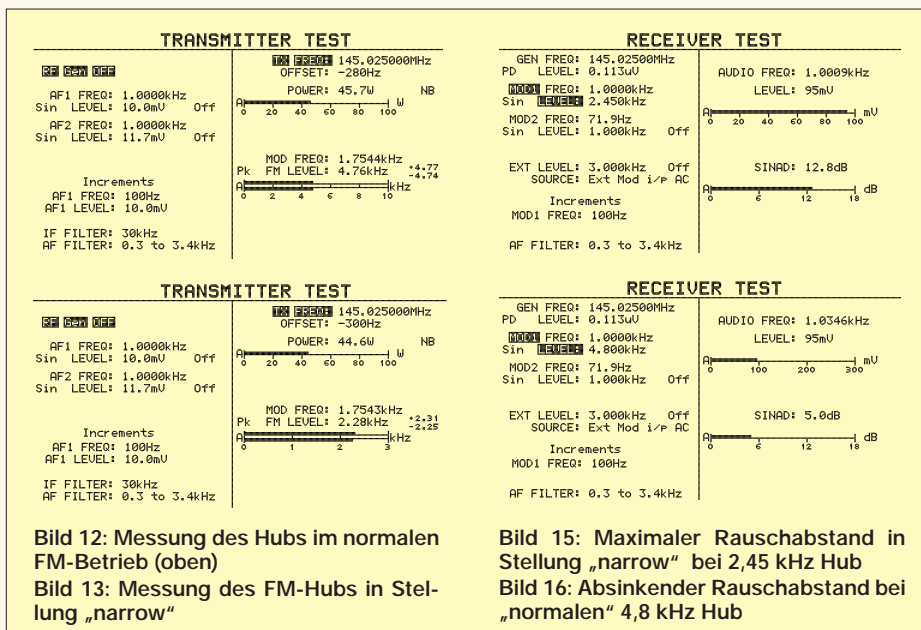 TRANSMITTER TEST
RF Gen OFF
TX FREQ: 145.025000MHz
OFFSET: -280Hz
AF1 FREQ: 1.0000kHz
Sin LEVEL: 10.0mV Off
POWER: 45.7W NB
A 0 20 40 60 80 100 W
AF2 FREQ: 1.0000kHz
Sin LEVEL: 11.7mV Off
MOD FREQ: 1.7544kHz
Pk FM LEVEL: 4.76kHz +4.77 -4.74
A 0 2 4 6 8 10 kHz
Increments
AF1 FREQ: 100Hz
AF1 LEVEL: 10.0mV
IF FILTER: 30kHz
AF FILTER: 0.3 to 3.4kHz
TRANSMITTER TEST
RF Gen OFF
TX FREQ: 145.025000MHz
OFFSET: -300Hz
AF1 FREQ: 1.0000kHz
Sin LEVEL: 10.0mV Off
POWER: 44.6W NB
A 0 20 40 60 80 100 W
AF2 FREQ: 1.0000kHz
Sin LEVEL: 11.7mV Off
MOD FREQ: 1.7543kHz
Pk FM LEVEL: 2.28kHz +2.31 -2.25
A 0 1 2 3 kHz
Increments
AF1 FREQ: 100Hz
AF1 LEVEL: 10.0mV
IF FILTER: 30kHz
AF FILTER: 0.3 to 3.4kHz
Bild 12: Messung des Hubs im normalen
FM-Betrieb (oben)
Bild 13: Messung des FM-Hubs in Stel-
lung „narrow"
RECEIVER TEST
GEN FREQ: 145.02500MHz
PD LEVEL: 0.113uV
MOD1 FREQ: 1.0000kHz
Sin LEVEL: 2.450kHz
MOD2 FREQ: 71.9Hz
Sin LEVEL: 1.000kHz Off
AUDIO FREQ: 1.0009kHz
LEVEL: 95mV
A 0 20 40 60 80 100 mV
EXT LEVEL: 3.000kHz Off
SOURCE: Ext Mod i/p AC
SINAD: 12.8dB
A 0 6 12 18 dB
Increments
MOD1 FREQ: 100Hz
AF FILTER: 0.3 to 3.4kHz
RECEIVER TEST
GEN FREQ: 145.02500MHz
PD LEVEL: 0.113uV
MOD1 FREQ: 1.0000kHz
Sin LEVEL: 4.800kHz
MOD2 FREQ: 71.9Hz
Sin LEVEL: 1.000kHz Off
AUDIO FREQ: 1.0346kHz
LEVEL: 95mV
A 0 100 200 300 mV
EXT LEVEL: 3.000kHz Off
SOURCE: Ext Mod i/p AC
SINAD: 5.0dB
A 0 6 12 18 dB
Increments
MOD1 FREQ: 100Hz
AF FILTER: 0.3 to 3.4kHz
Bild 15: Maximaler Rauschabstand in
Stellung „narrow" bei 2,45 kHz Hub
Bild 16: Absinkender Rauschabstand bei
„normalen" 4,8 kHz Hub